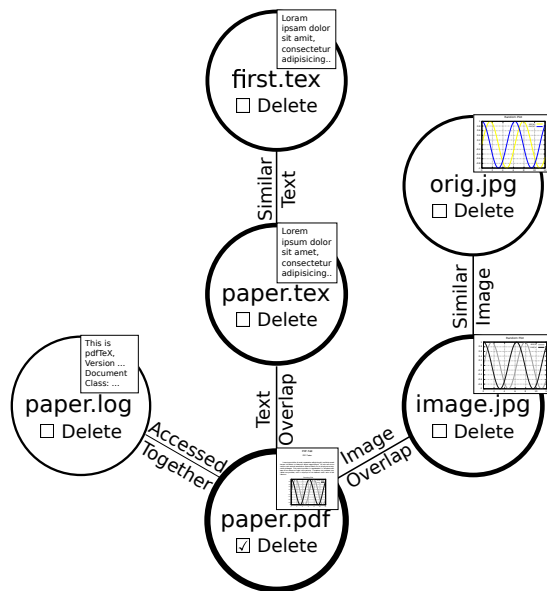 Loram
ipsum dolor
sit amit,
consectetur
adipisicing..
first.tex
☐ Delete
Similar
Text
orig.jpg
☐ Delete
Similar
Image
Lorem
ipsum dolor
sit amet,
consectetur
adipisicing..
paper.tex
☐ Delete
Text
Overlap
This is
pdfTeX,
Version ...
Document
Class: ...
paper.log
☐ Delete
Accessed
Together
image.jpg
☐ Delete
Image
Overlap
paper.pdf
☑ Delete